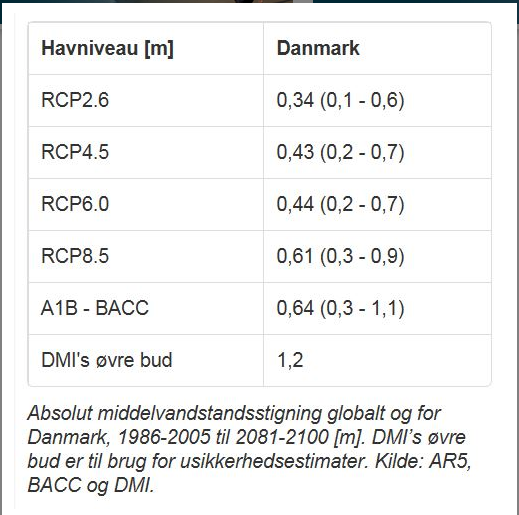 Havniveau [m] Danmark
RCP2.6 0,34 (0,1 - 0,6)
RCP4.5 0,43 (0,2 - 0,7)
RCP6.0 0,44 (0,2 - 0,7)
RCP8.5 0,61 (0,3 - 0,9)
A1B - BACC 0,64 (0,3 - 1,1)
DMI's øvre bud 1,2
Absolut middelvandstandsstigning globalt og for
Danmark, 1986-2005 til 2081-2100 [m]. DMI’s øvre
bud er til brug for usikkerhedsestimater. Kilde: AR5,
BACC og DMI.